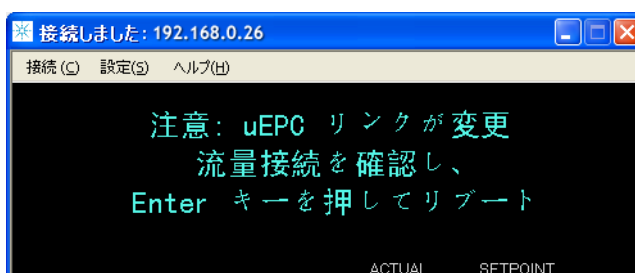 接続しました: 192.168.0.26
接続(C) 設定(S) ヘルプ(H)
注意: uEPC リンクが変更
流量接続を確認し、
Enter キーを押してリブート
ACTUAL SETPOINT